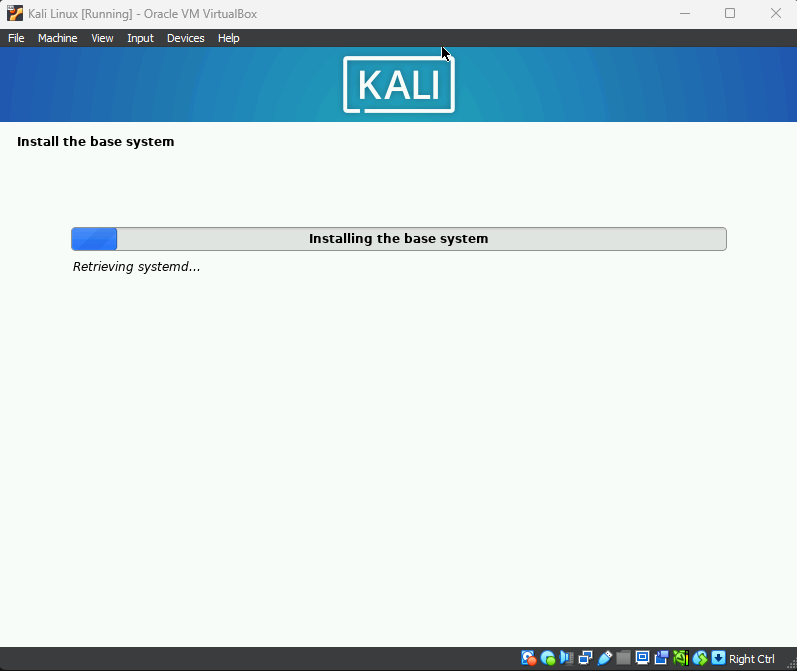 Kali Linux [Running] - Oracle VM VirtualBox
File Machine View Input Devices Help
KALI
Install the base system
Installing the base system
Retrieving systemd...
Right Ctrl